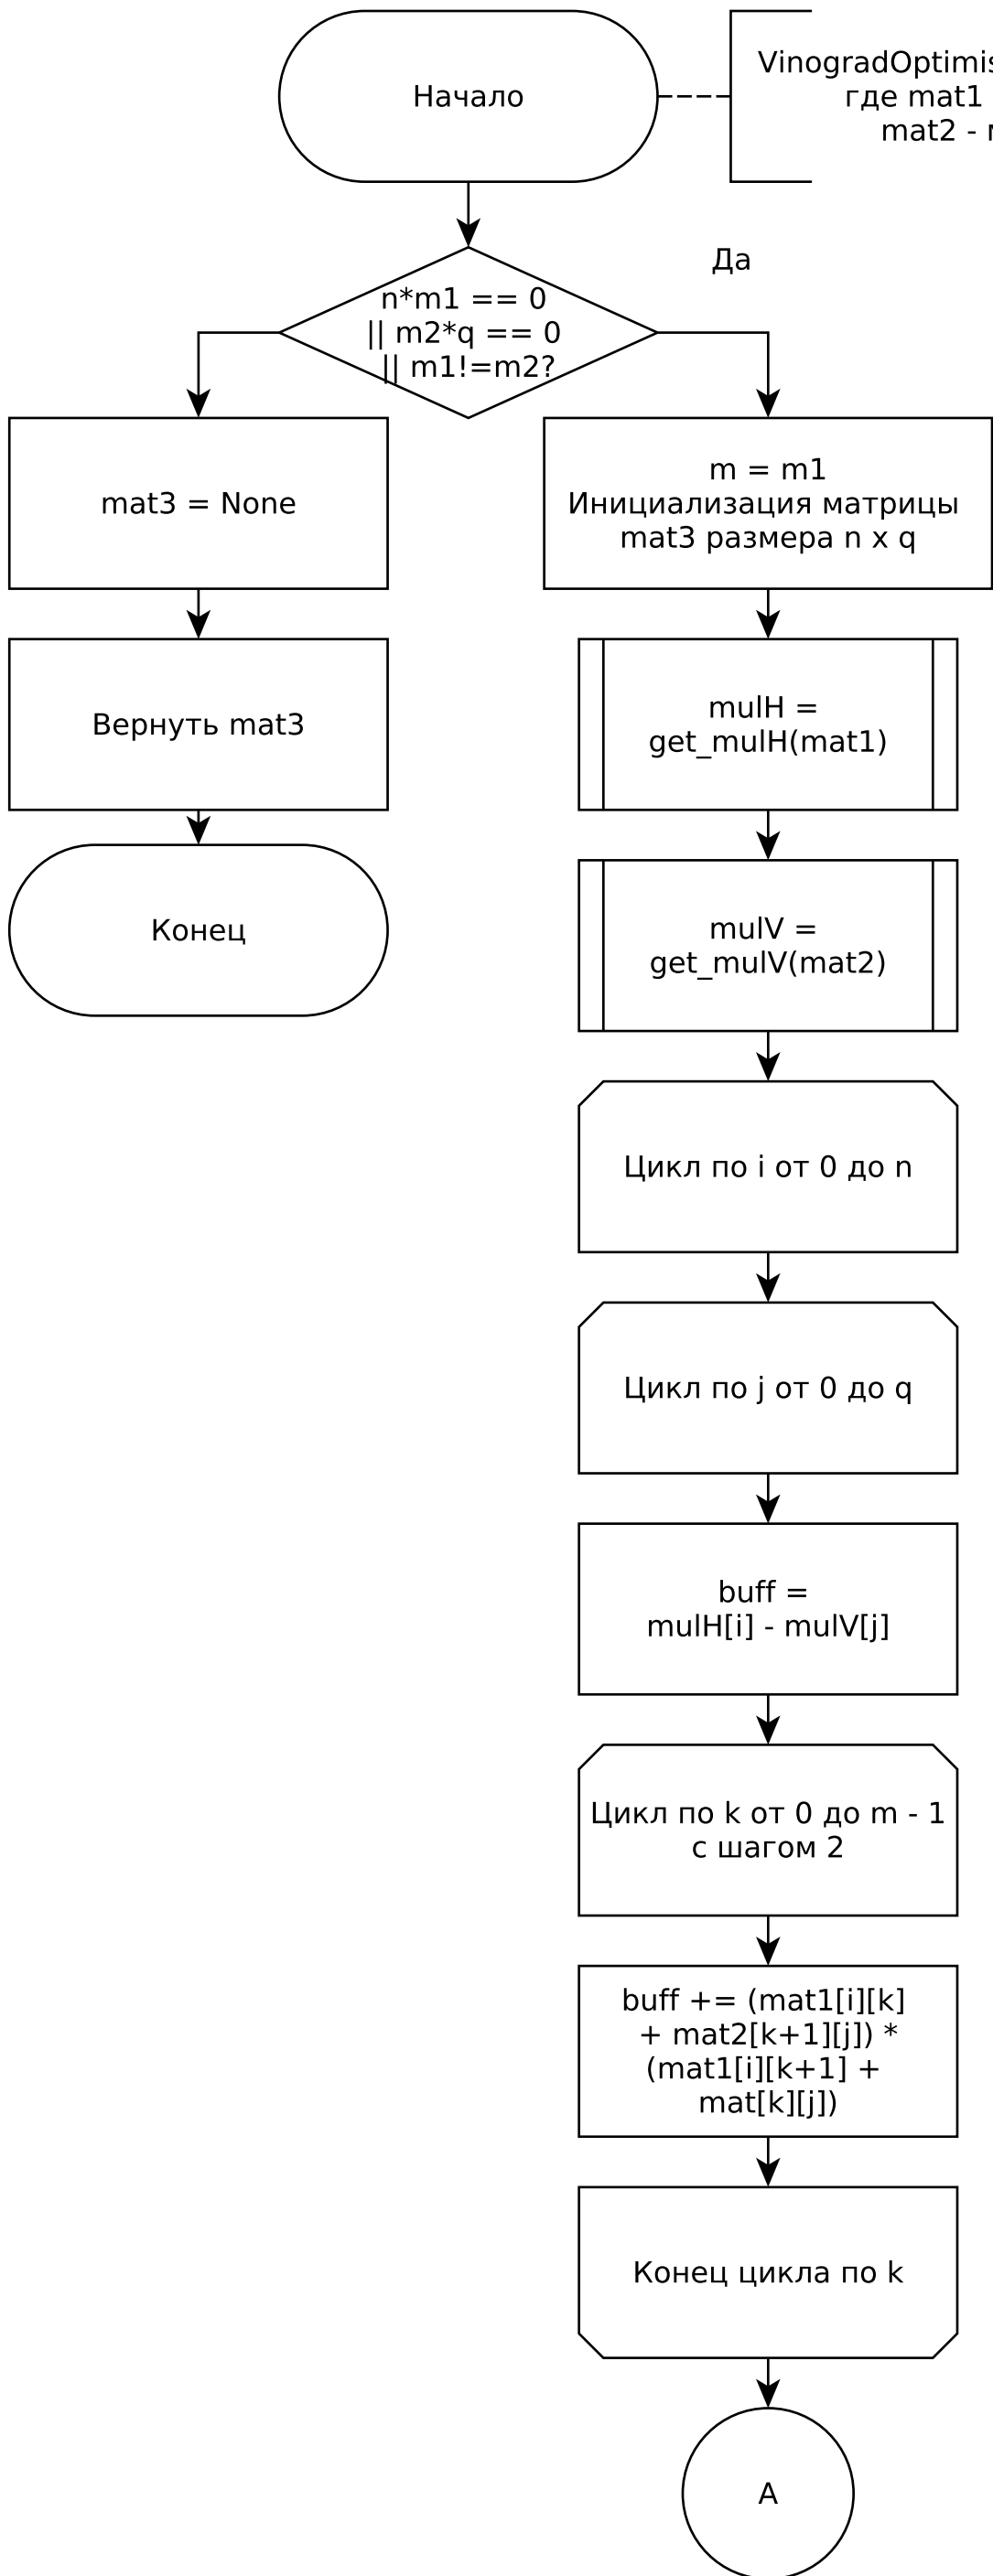 Начало
где mat1
mat2 -
Да
n*m1 == 0
|| m2*q == 0
|| m1!=m2?
mat3 = None
Вернуть mat3
Конец
m = m1
Инициализация матрицы
mat3 размера n x q
mulH =
get_mulH(mat1)
mulV =
get_mulV(mat2)
Цикл по i от 0 до n
Цикл по j от 0 до q
buff =
mulH[i] - mulV[j]
Цикл по k от 0 до m - 1
с шагом 2
buff += (mat1[i][k]
+ mat2[k+1][j]) *
(mat1[i][k+1] +
mat[k][j])
Конец цикла по k
A